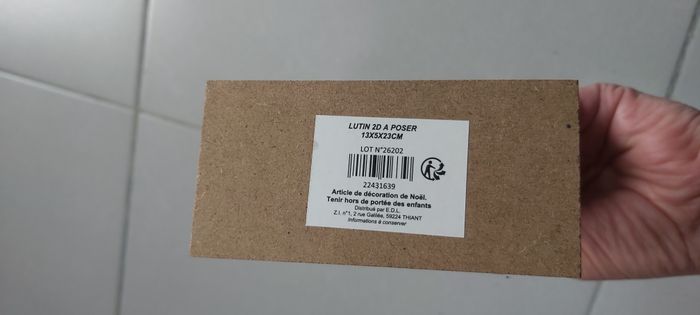 LUTIN 2D A POSER
13X5X23CM
LOT N°26202
22431639
Article de décoration de Noël.
Tenir hors de portée des enfants
Distribué par E.D.L.
Z.I. n°1, 2 rue Galilée, 59224 THIANT
Informations à conserver